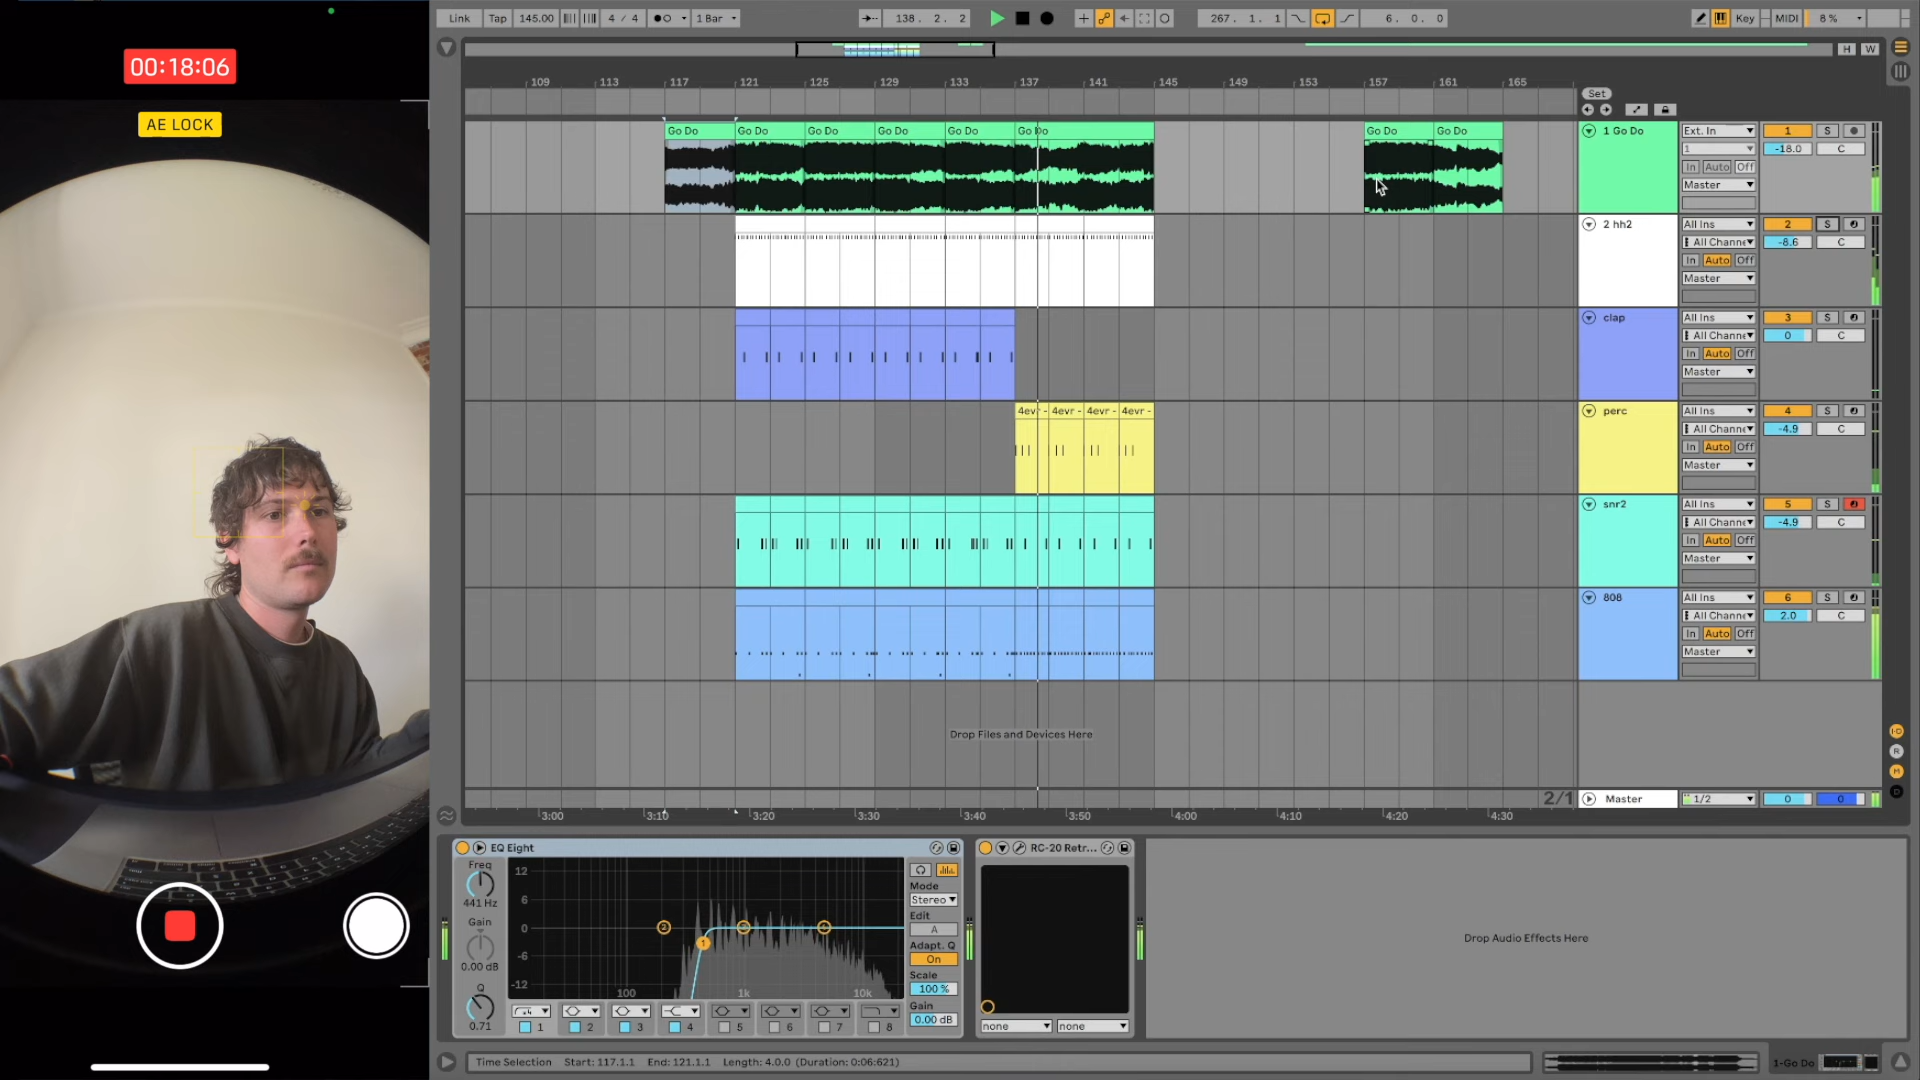 00:18:06
AE LOCK
Link Tap 145.00 4 / 4 1 Bar 138. 2. 2 267. 1. 1 6. 0. 0 Key MIDI 8 %
H W
109 113 117 121 125 129 133 137 141 145 149 153 157 161 165
Set
Go Do Go Do Go Do Go Do Go Do Go Do Go Do Go Do
1 Go Do Ext. In 1 S
1 -18.0 C
In Auto Off
Master
2 hh2 All Ins 2 S
All Channe -8.6 C
In Auto Off
Master
clap All Ins 3 S
All Channe 0 C
In Auto Off
Master
4evr - 4evr - 4evr - 4evr -
perc All Ins 4 S
All Channe -4.9 C
In Auto Off
Master
snr2 All Ins 5 S
All Channe -4.9 C
In Auto Off
Master
808 All Ins 6 S
All Channe 2.0 C
In Auto Off
Master
Drop Files and Devices Here
I·O
R
M
D
2/1 Master 1/2 0 0
3:00 3:10 3:20 3:30 3:40 3:50 4:00 4:10 4:20 4:30
EQ Eight
Freq
441 Hz
Gain
0.00 dB
Q
0.71
12
6
0
-6
-12
100 1k 10k
2 1 3 4
1 2 3 4 5 6 7 8
Mode
Stereo
Edit
A
Adapt. Q
On
Scale
100 %
Gain
0.00 dB
RC-20 Retr...
none none
Drop Audio Effects Here
Time Selection Start: 117.1.1 End: 121.1.1 Length: 4.0.0 (Duration: 0:06:621)
1-Go Do